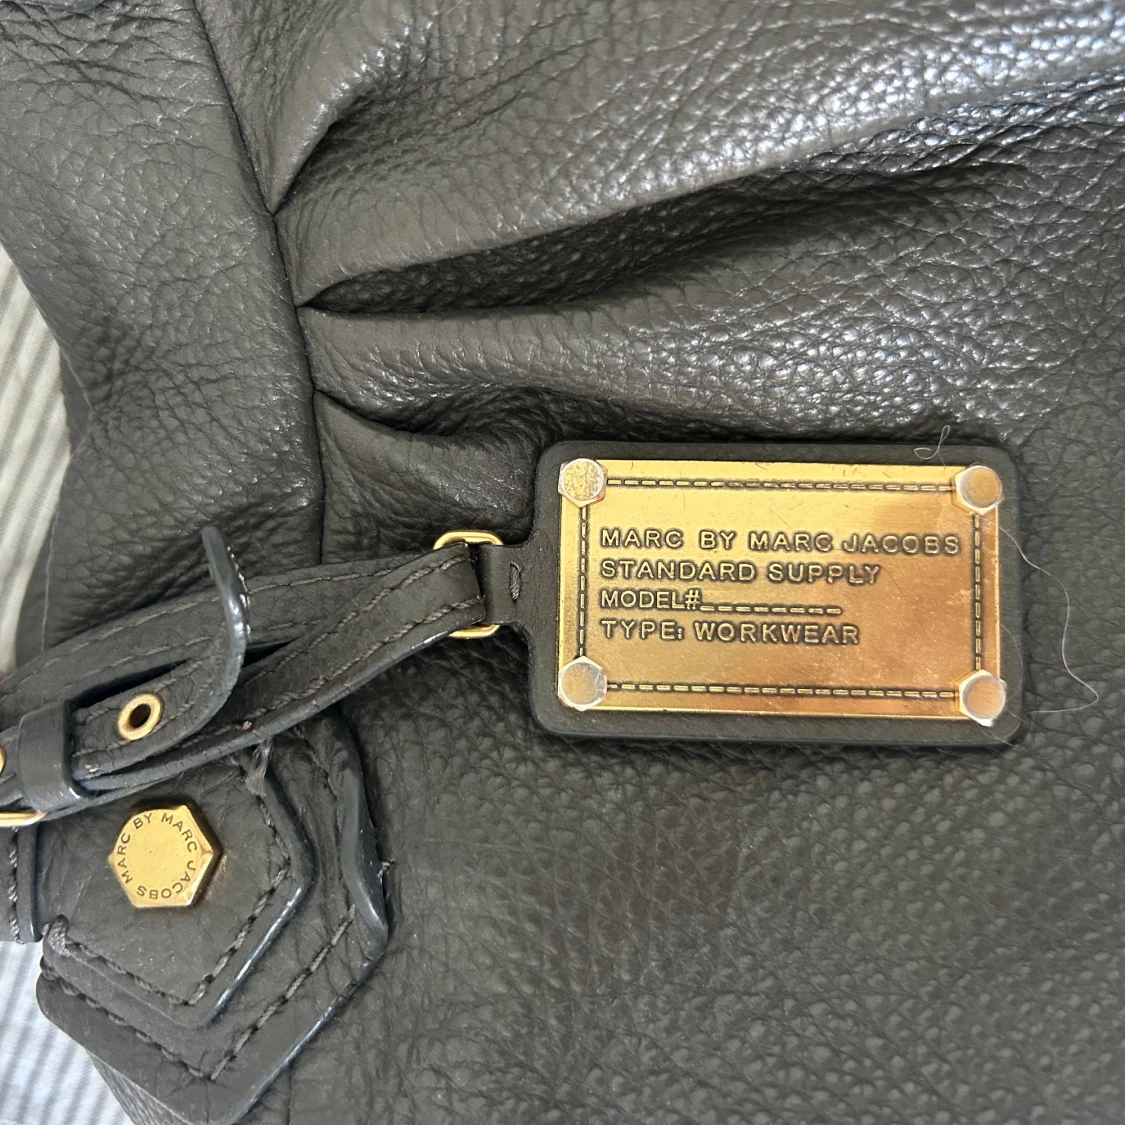 MARC BY MARC JACOBS
STANDARD SUPPLY
MODEL#________
TYPE: WORKWEAR
MARC BY MARC JACOBS